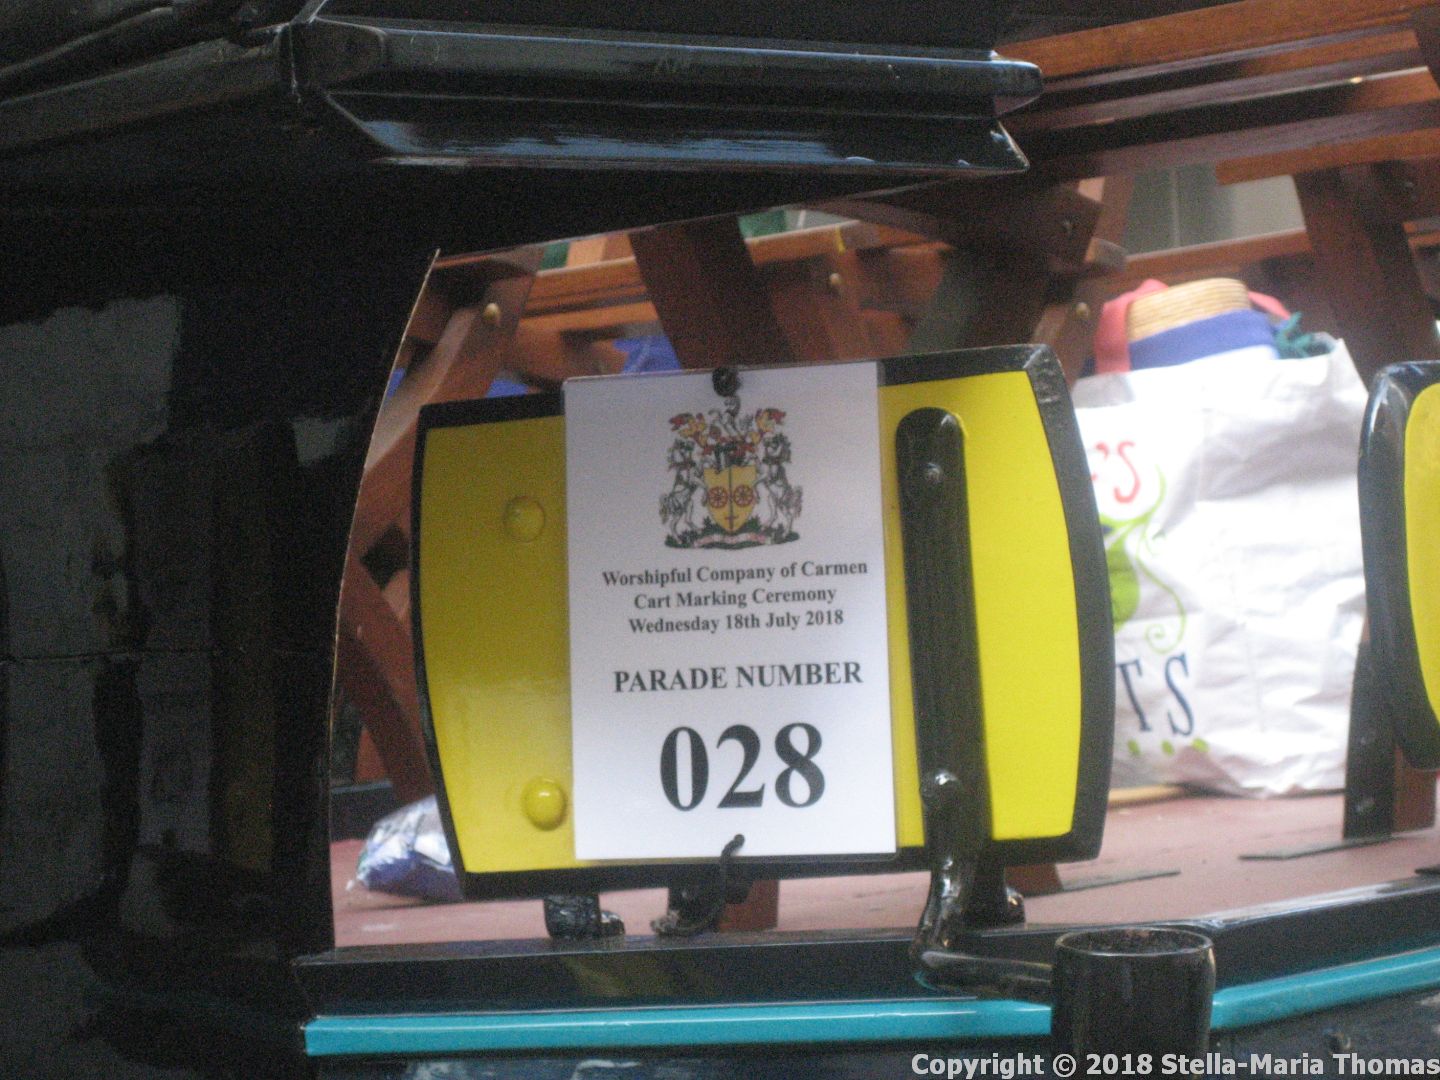 Worshipful Company of Carmen
Cart Marking Ceremony
Wednesday 18th July 2018
PARADE NUMBER
028
Copyright © 2018 Stella-Maria Thomas